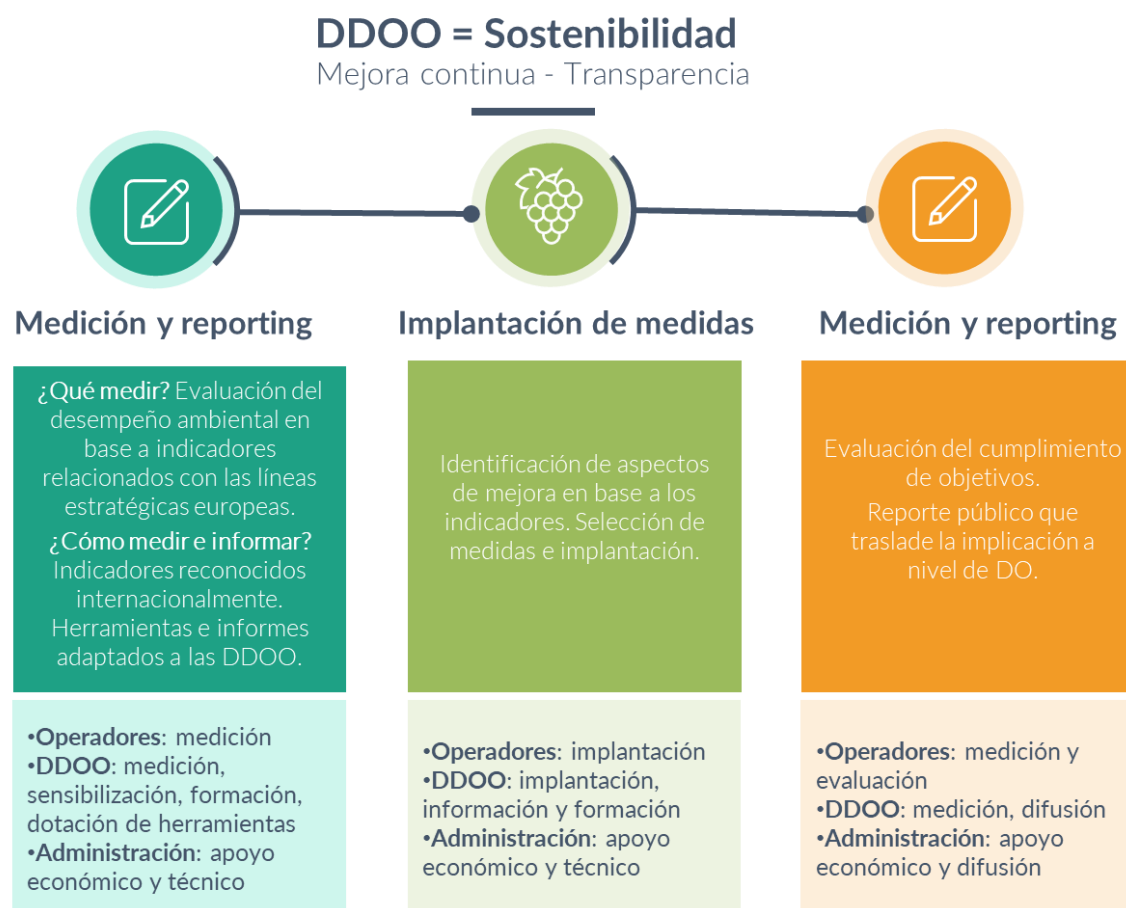 DDOO = Sostenibilidad
Mejora continua - Transparencia
Medición y reporting
¿Qué medir? Evaluación del
desempeño ambiental en
base a indicadores
relacionados con las líneas
estratégicas europeas.
¿Cómo medir e informar?
Indicadores reconocidos
internacionalmente.
Herramientas e informes
adaptados a las DDOO.
•Operadores: medición
•DDOO: medición,
sensibilización, formación,
dotación de herramientas
•Administración: apoyo
económico y técnico
Implantación de medidas
Identificación de aspectos
de mejora en base a los
indicadores. Selección de
medidas e implantación.
•Operadores: implantación
•DDOO: implantación,
información y formación
•Administración: apoyo
económico y técnico
Medición y reporting
Evaluación del cumplimiento
de objetivos.
Reporte público que
traslade la implicación a
nivel de DO.
•Operadores: medición y
evaluación
•DDOO: medición, difusión
•Administración: apoyo
económico y difusión